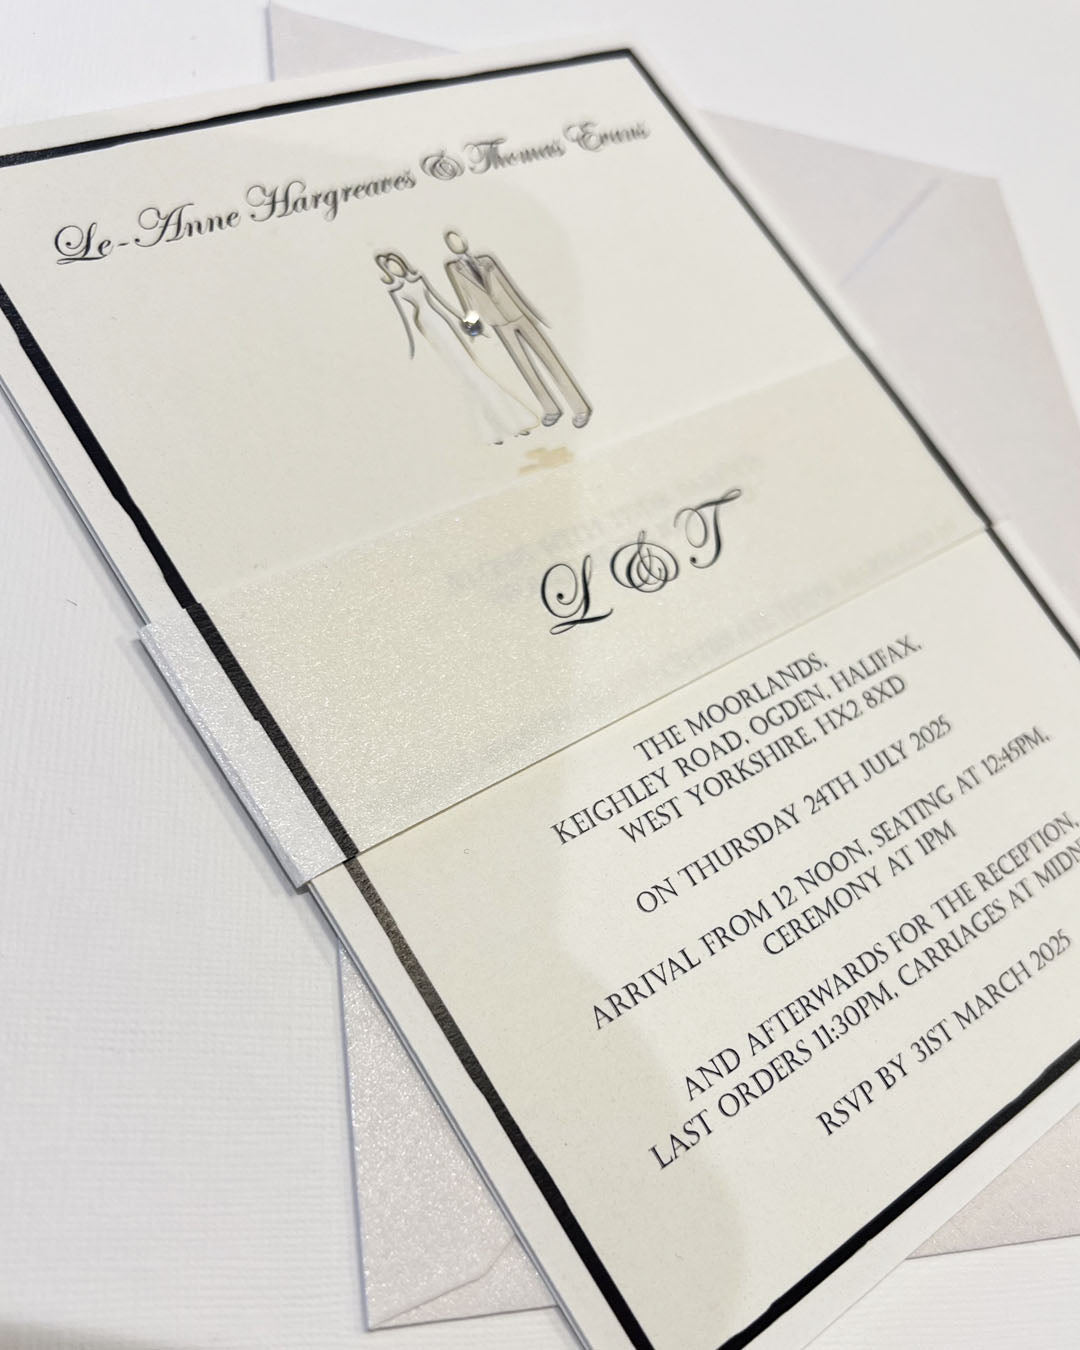 Le-Anne Hargreaves & Thomas Evans
L & T
THE MOORLANDS,
KEIGHLEY ROAD, OGDEN, HALIFAX,
WEST YORKSHIRE, HX2 8XD
ON THURSDAY 24TH JULY 2025
ARRIVAL FROM 12 NOON, SEATING AT 12:45PM,
CEREMONY AT 1PM
AND AFTERWARDS FOR THE RECEPTION,
LAST ORDERS 11:30PM, CARRIAGES AT MIDN
RSVP BY 31ST MARCH 2025